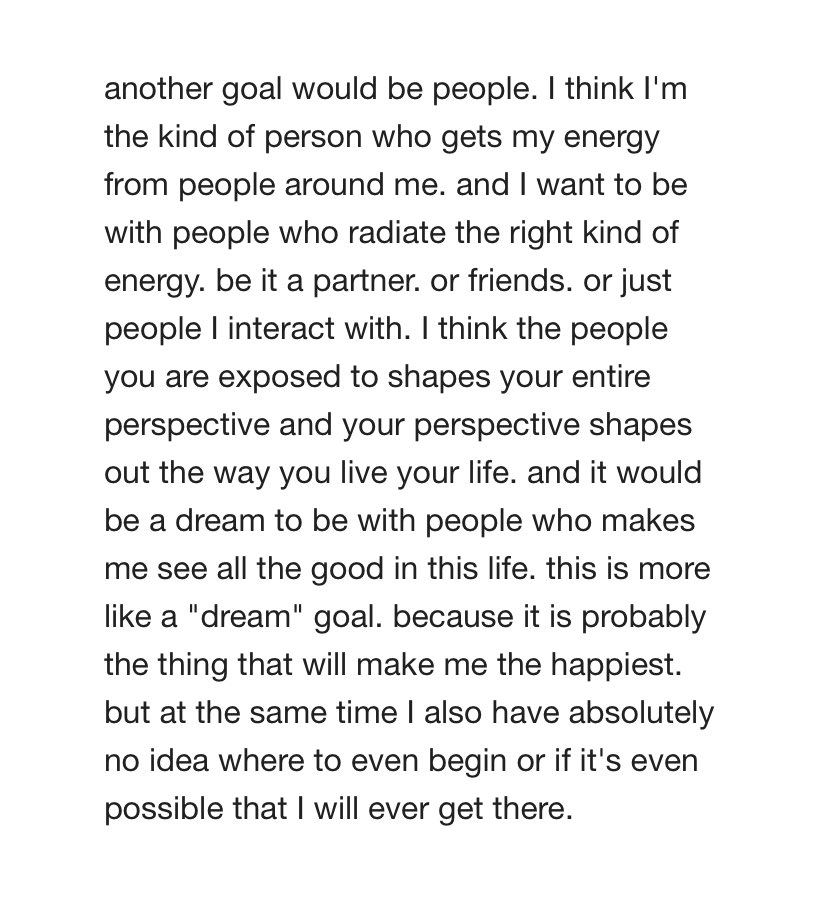 another goal would be people. I think I'm
the kind of person who gets my energy
from people around me. and I want to be
with people who radiate the right kind of
energy. be it a partner. or friends. or just
people I interact with. I think the people
you are exposed to shapes your entire
perspective and your perspective shapes
out the way you live your life. and it would
be a dream to be with people who makes
me see all the good in this life. this is more
like a "dream" goal. because it is probably
the thing that will make me the happiest.
but at the same time I also have absolutely
no idea where to even begin or if it's even
possible that I will ever get there.